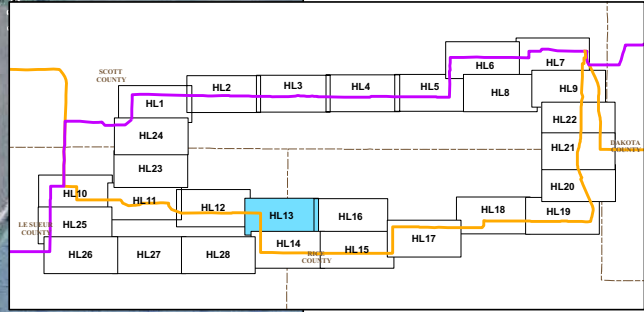 HL6
HL7
SCOTT
COUNTY
HL1
HL2
HL3
HL4
HL5
HL8
HL9
HL24
HL22
HL21
DAKOTA
COUNTY
HL23
HL20
HL10
HL11
HL12
HL13
HL16
HL18
HL19
LE SUEUR
COUNTY
HL25
HL14
HL15
HL17
RICE
COUNTY
HL26
HL27
HL28